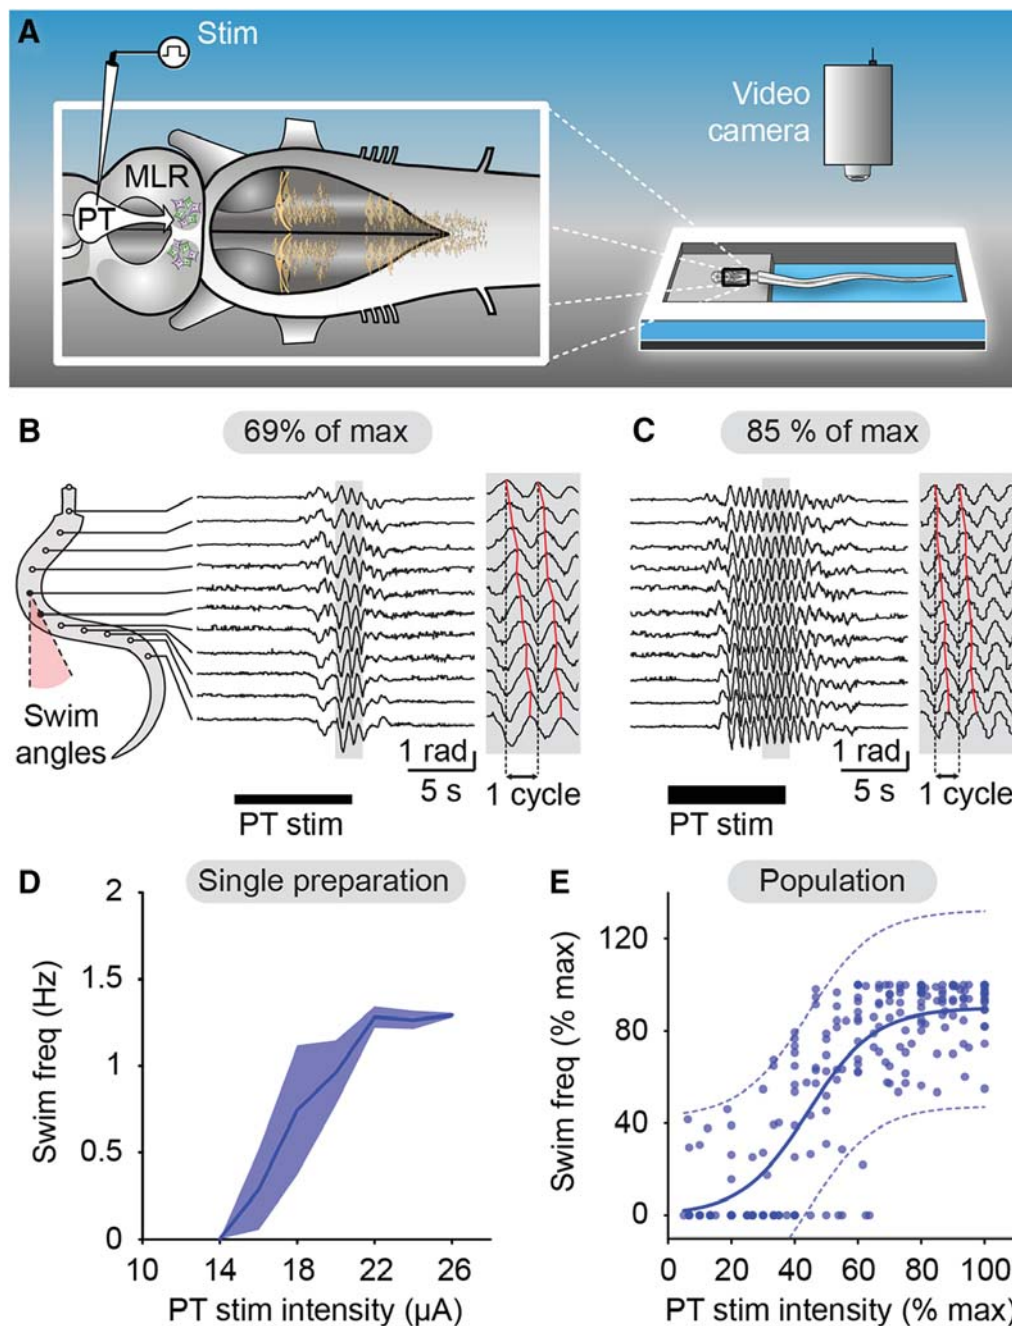 A
Stim
Video
camera
MLR
PT
B
69% of max
C
85 % of max
Swim
angles
1 rad
5 s
1 cycle
PT stim
1 rad
5 s
1 cycle
PT stim
D
Single preparation
2
1.5
1
0.5
0
10
14
18
22
26
Swim freq (Hz)
PT stim intensity (µA)
E
Population
120
80
40
0
0
20
40
60
80
100
Swim freq (% max)
PT stim intensity (% max)